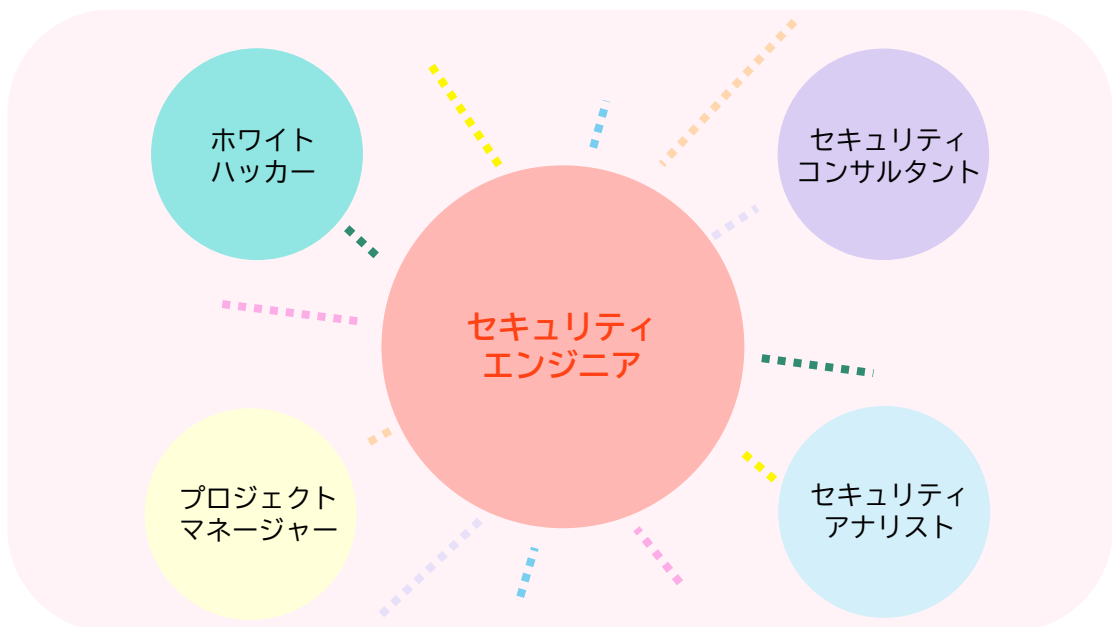 ホワイト
ハッカー
セキュリティ
コンサルタント
セキュリティ
エンジニア
プロジェクト
マネージャー
セキュリティ
アナリスト